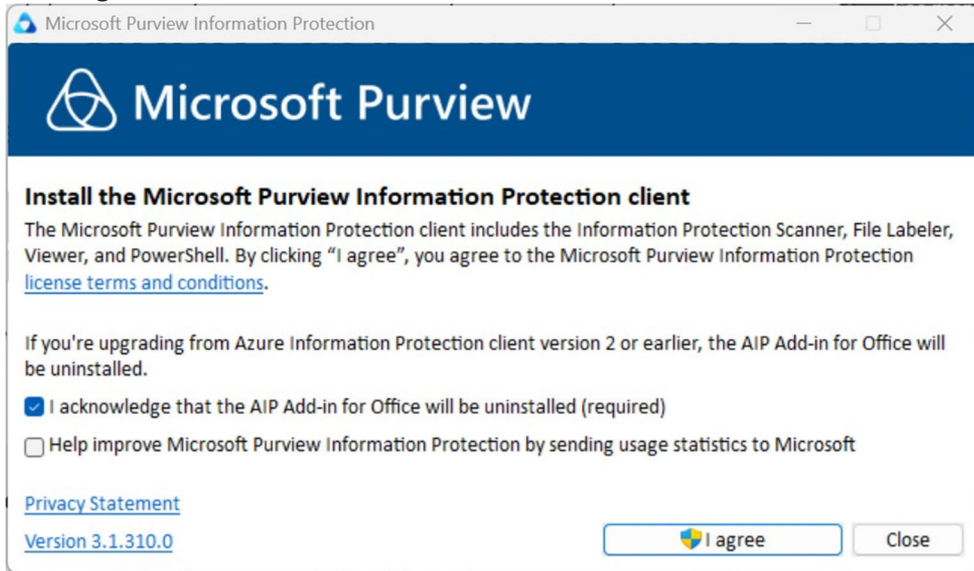 Microsoft Purview Information Protection
Microsoft Purview
Install the Microsoft Purview Information Protection client
The Microsoft Purview Information Protection client includes the Information Protection Scanner, File Labeler,
Viewer, and PowerShell. By clicking “I agree”, you agree to the Microsoft Purview Information Protection
license terms and conditions.
If you're upgrading from Azure Information Protection client version 2 or earlier, the AIP Add-in for Office will
be uninstalled.
I acknowledge that the AIP Add-in for Office will be uninstalled (required)
Help improve Microsoft Purview Information Protection by sending usage statistics to Microsoft
Privacy Statement
Version 3.1.310.0
I agree
Close